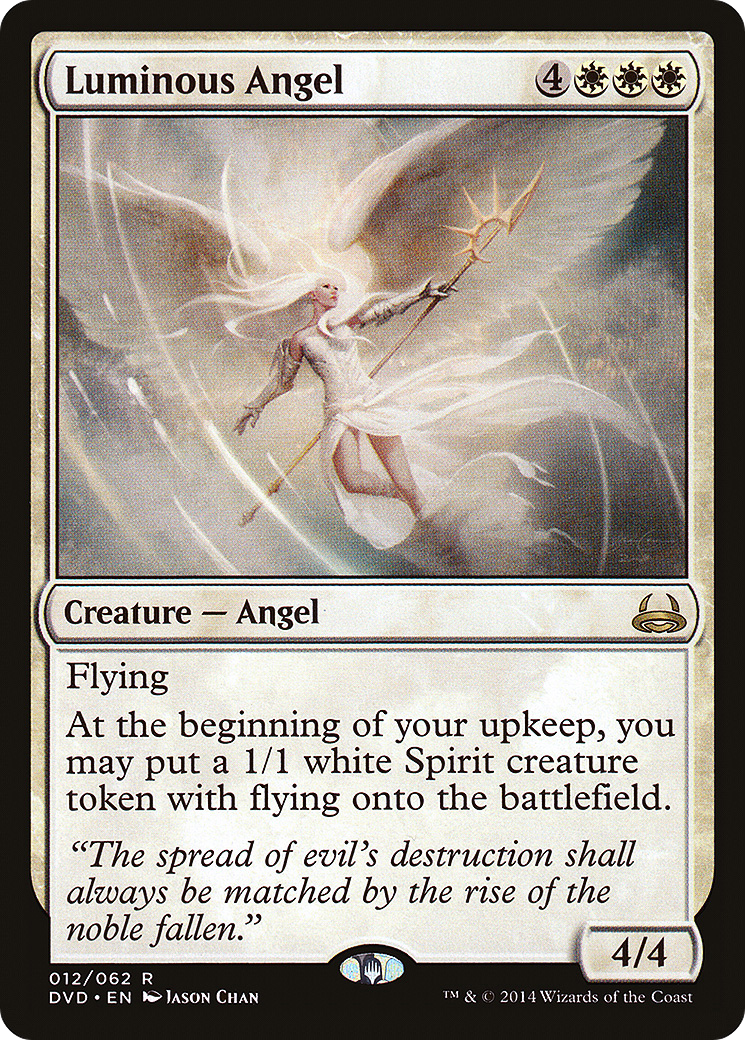 Luminous Angel 4
Creature — Angel
Flying
At the beginning of your upkeep, you
may put a 1/1 white Spirit creature
token with flying onto the battlefield.
“The spread of evil’s destruction shall
always be matched by the rise of the
noble fallen.”
4/4
012/062 R
DVD • EN Jason Chan
™ & © 2014 Wizards of the Coast